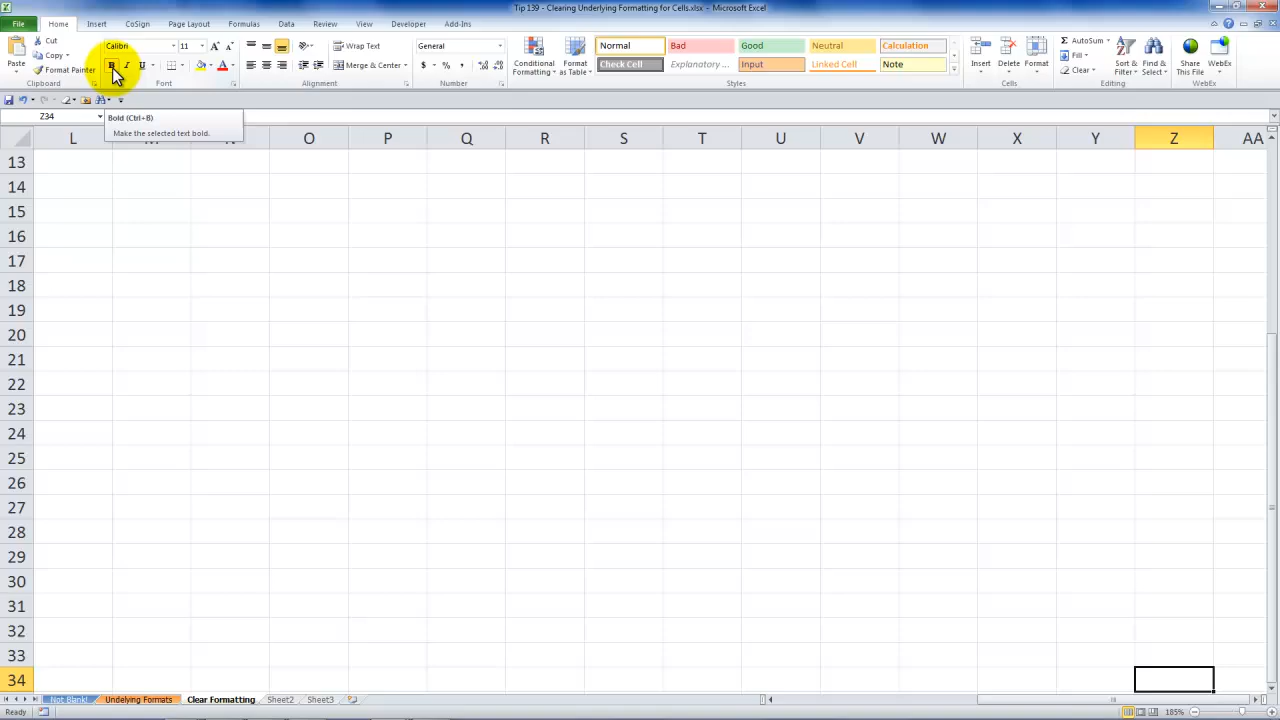 Tip 139 - Clearing Underlying Formatting for Cells.xlsx - Microsoft Excel
File Home Insert CoSign Page Layout Formulas Data Review View Developer Add-Ins
Paste Cut Copy Format Painter Clipboard
Calibri 11 B I U Font
Wrap Text Merge & Center Alignment
General $ % , Number
Conditional Formatting Format as Table
Normal Bad Good Neutral Calculation
Check Cell Explanatory ... Input Linked Cell Note
Styles
Insert Delete Format Cells
AutoSum Fill Clear Sort & Filter Find & Select Editing
Share This File WebEx WebEx
Z34
Bold (Ctrl+B)
Make the selected text bold.
L M N O P Q R S T U V W X Y Z AA
13
14
15
16
17
18
19
20
21
22
23
24
25
26
27
28
29
30
31
32
33
34
Not Blank! Undelying Formats Clear Formatting Sheet2 Sheet3
Ready 185%